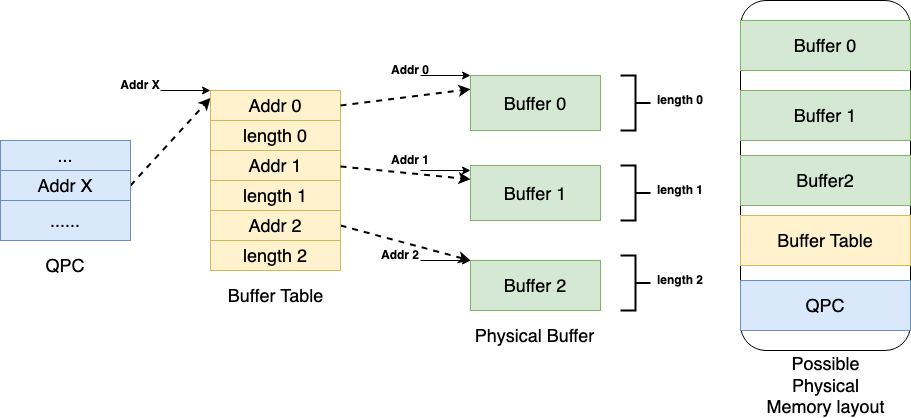 ...
Addr X
......
QPC
Addr X
Addr 0
length 0
Addr 1
length 1
Addr 2
length 2
Buffer Table
Addr 0
Buffer 0
length 0
Addr 1
Buffer 1
length 1
Addr 2
Buffer 2
length 2
Physical Buffer
Buffer 0
Buffer 1
Buffer2
Buffer Table
QPC
Possible
Physical
Memory layout